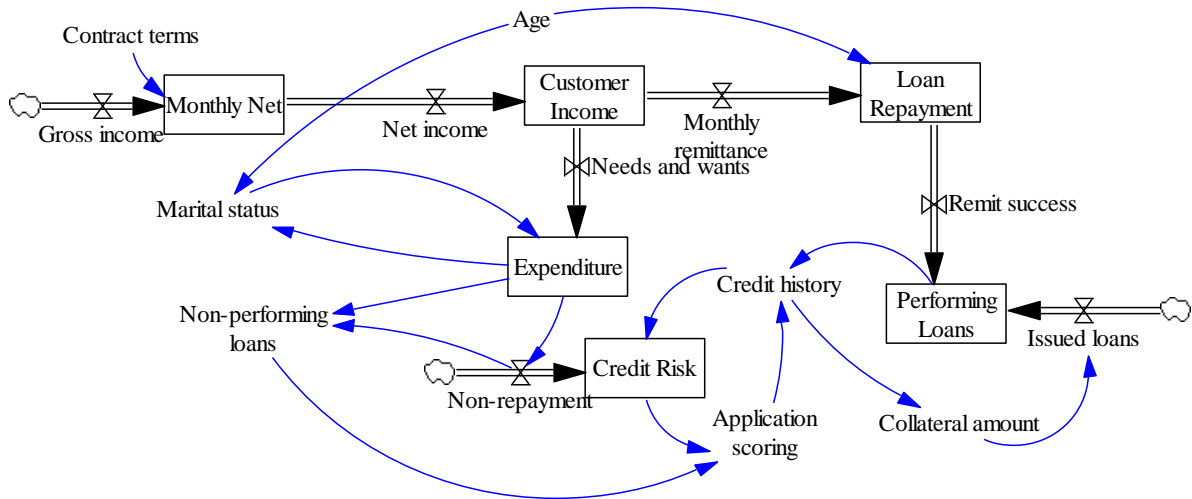 Age
Contract terms
Monthly Net
Customer
Income
Loan
Repayment
Gross income
Net income
Monthly
remittance
Needs and wants
Marital status
Remit success
Expenditure
Credit history
Non-performing
loans
Performing
Loans
Issued loans
Credit Risk
Non-repayment
Application
scoring
Collateral amount